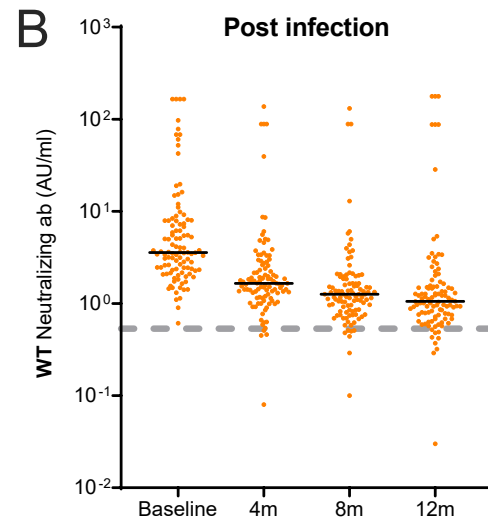 B
Post infection
WT Neutralizing ab (AU/ml)
10³
10²
10¹
10⁰
10⁻¹
10⁻²
Baseline 4m 8m 12m